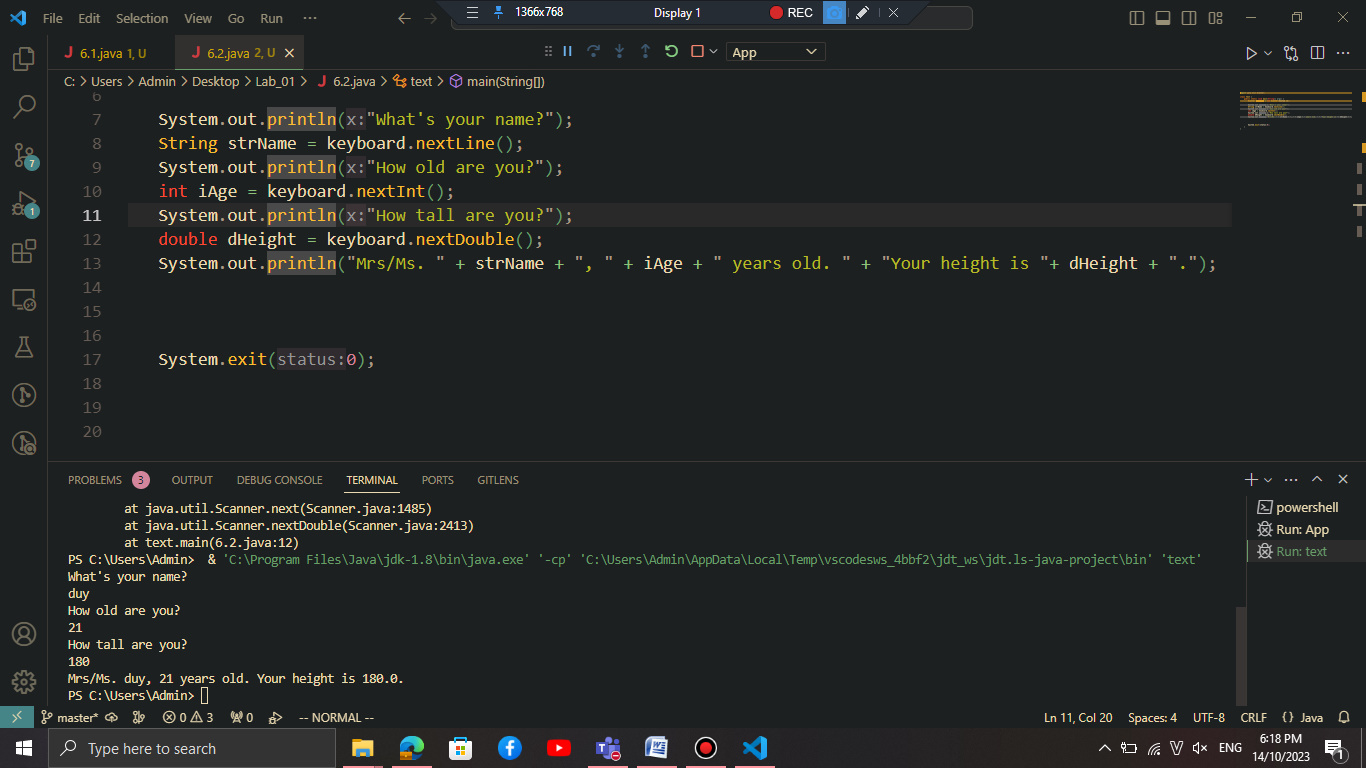 File Edit Selection View Go Run ···
1366x768 Display 1 REC
6.1.java 1, U 6.2.java 2, U
App
C: > Users > Admin > Desktop > Lab_01 > J 6.2.java > text > main(String[])
6
7 System.out.println(x:"What's your name?");
8 String strName = keyboard.nextLine();
9 System.out.println(x:"How old are you?");
10 int iAge = keyboard.nextInt();
11 System.out.println(x:"How tall are you?");
12 double dHeight = keyboard.nextDouble();
13 System.out.println("Mrs/Ms. " + strName + ", " + iAge + " years old. " + "Your height is "+ dHeight + ".");
14
15
16
17 System.exit(status:0);
18
19
20
7
1
PROBLEMS 3 OUTPUT DEBUG CONSOLE TERMINAL PORTS GITLENS
at java.util.Scanner.next(Scanner.java:1485)
at java.util.Scanner.nextDouble(Scanner.java:2413)
at text.main(6.2.java:12)
PS C:\Users\Admin> & 'C:\Program Files\Java\jdk-1.8\bin\java.exe' '-cp' 'C:\Users\Admin\AppData\Local\Temp\vscodesws_4bbf2\jdt_ws\jdt.ls-java-project\bin' 'text'
What's your name?
duy
How old are you?
21
How tall are you?
180
Mrs/Ms. duy, 21 years old. Your height is 180.0.
PS C:\Users\Admin>
powershell
Run: App
Run: text
master* 0 3 0 -- NORMAL -- Ln 11, Col 20 Spaces: 4 UTF-8 CRLF {} Java
Type here to search
ENG
6:18 PM
14/10/2023
1